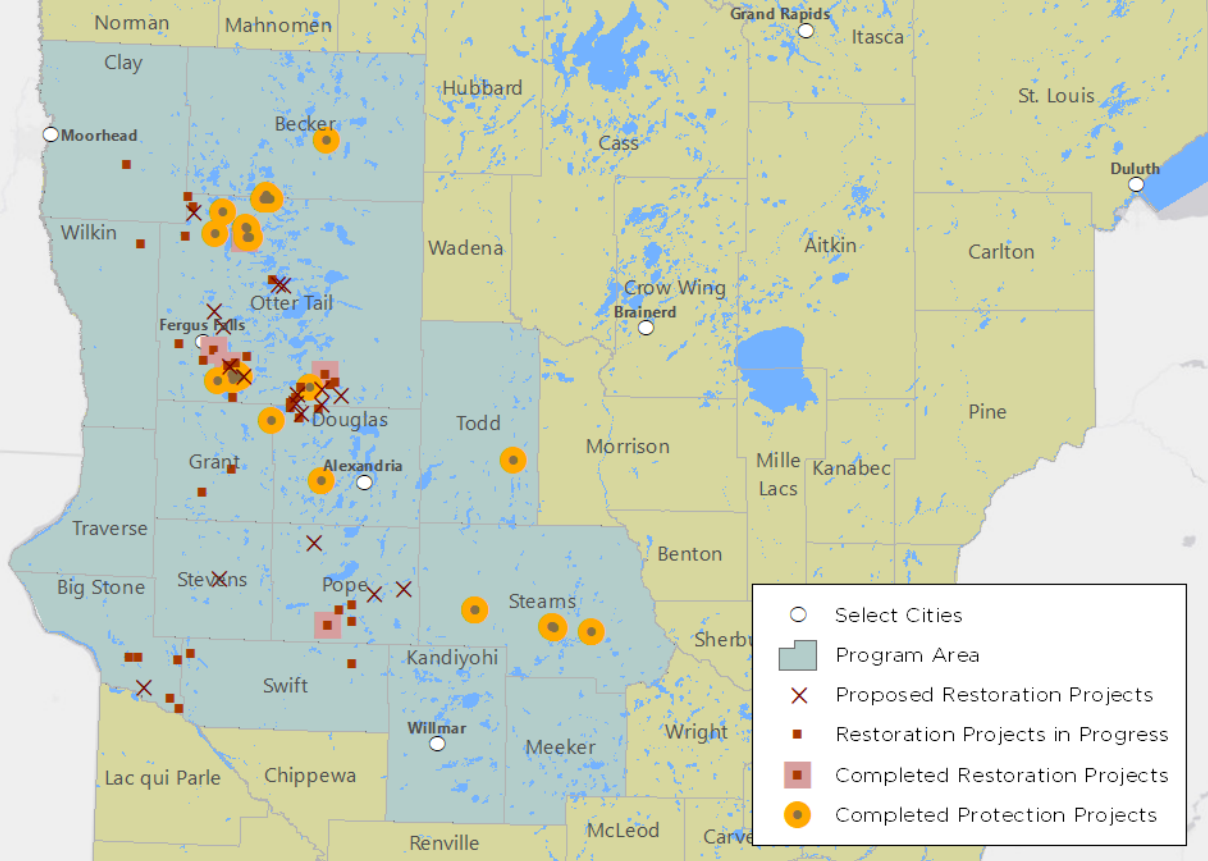 Grand Rapids
Norman
Mahnomen
Itasca
Clay
Hubbard
St. Louis
Becker
Moorhead
Cass
Duluth
Wilkin
Wadena
Aitkin
Carlton
Crow Wing
Otter Tail
Brainerd
Fergus Falls
Pine
Douglas
Todd
Morrison
Grant
Alexandria
Mille
Lacs
Kanabec
Traverse
Benton
Big Stone
Stevens
Pope
Stearns
Sherbu
Kandiyohi
Swift
Willmar
Wright
Meeker
Lac qui Parle
Chippewa
McLeod
Carve
Renville
Select Cities
Program Area
Proposed Restoration Projects
Restoration Projects in Progress
Completed Restoration Projects
Completed Protection Projects